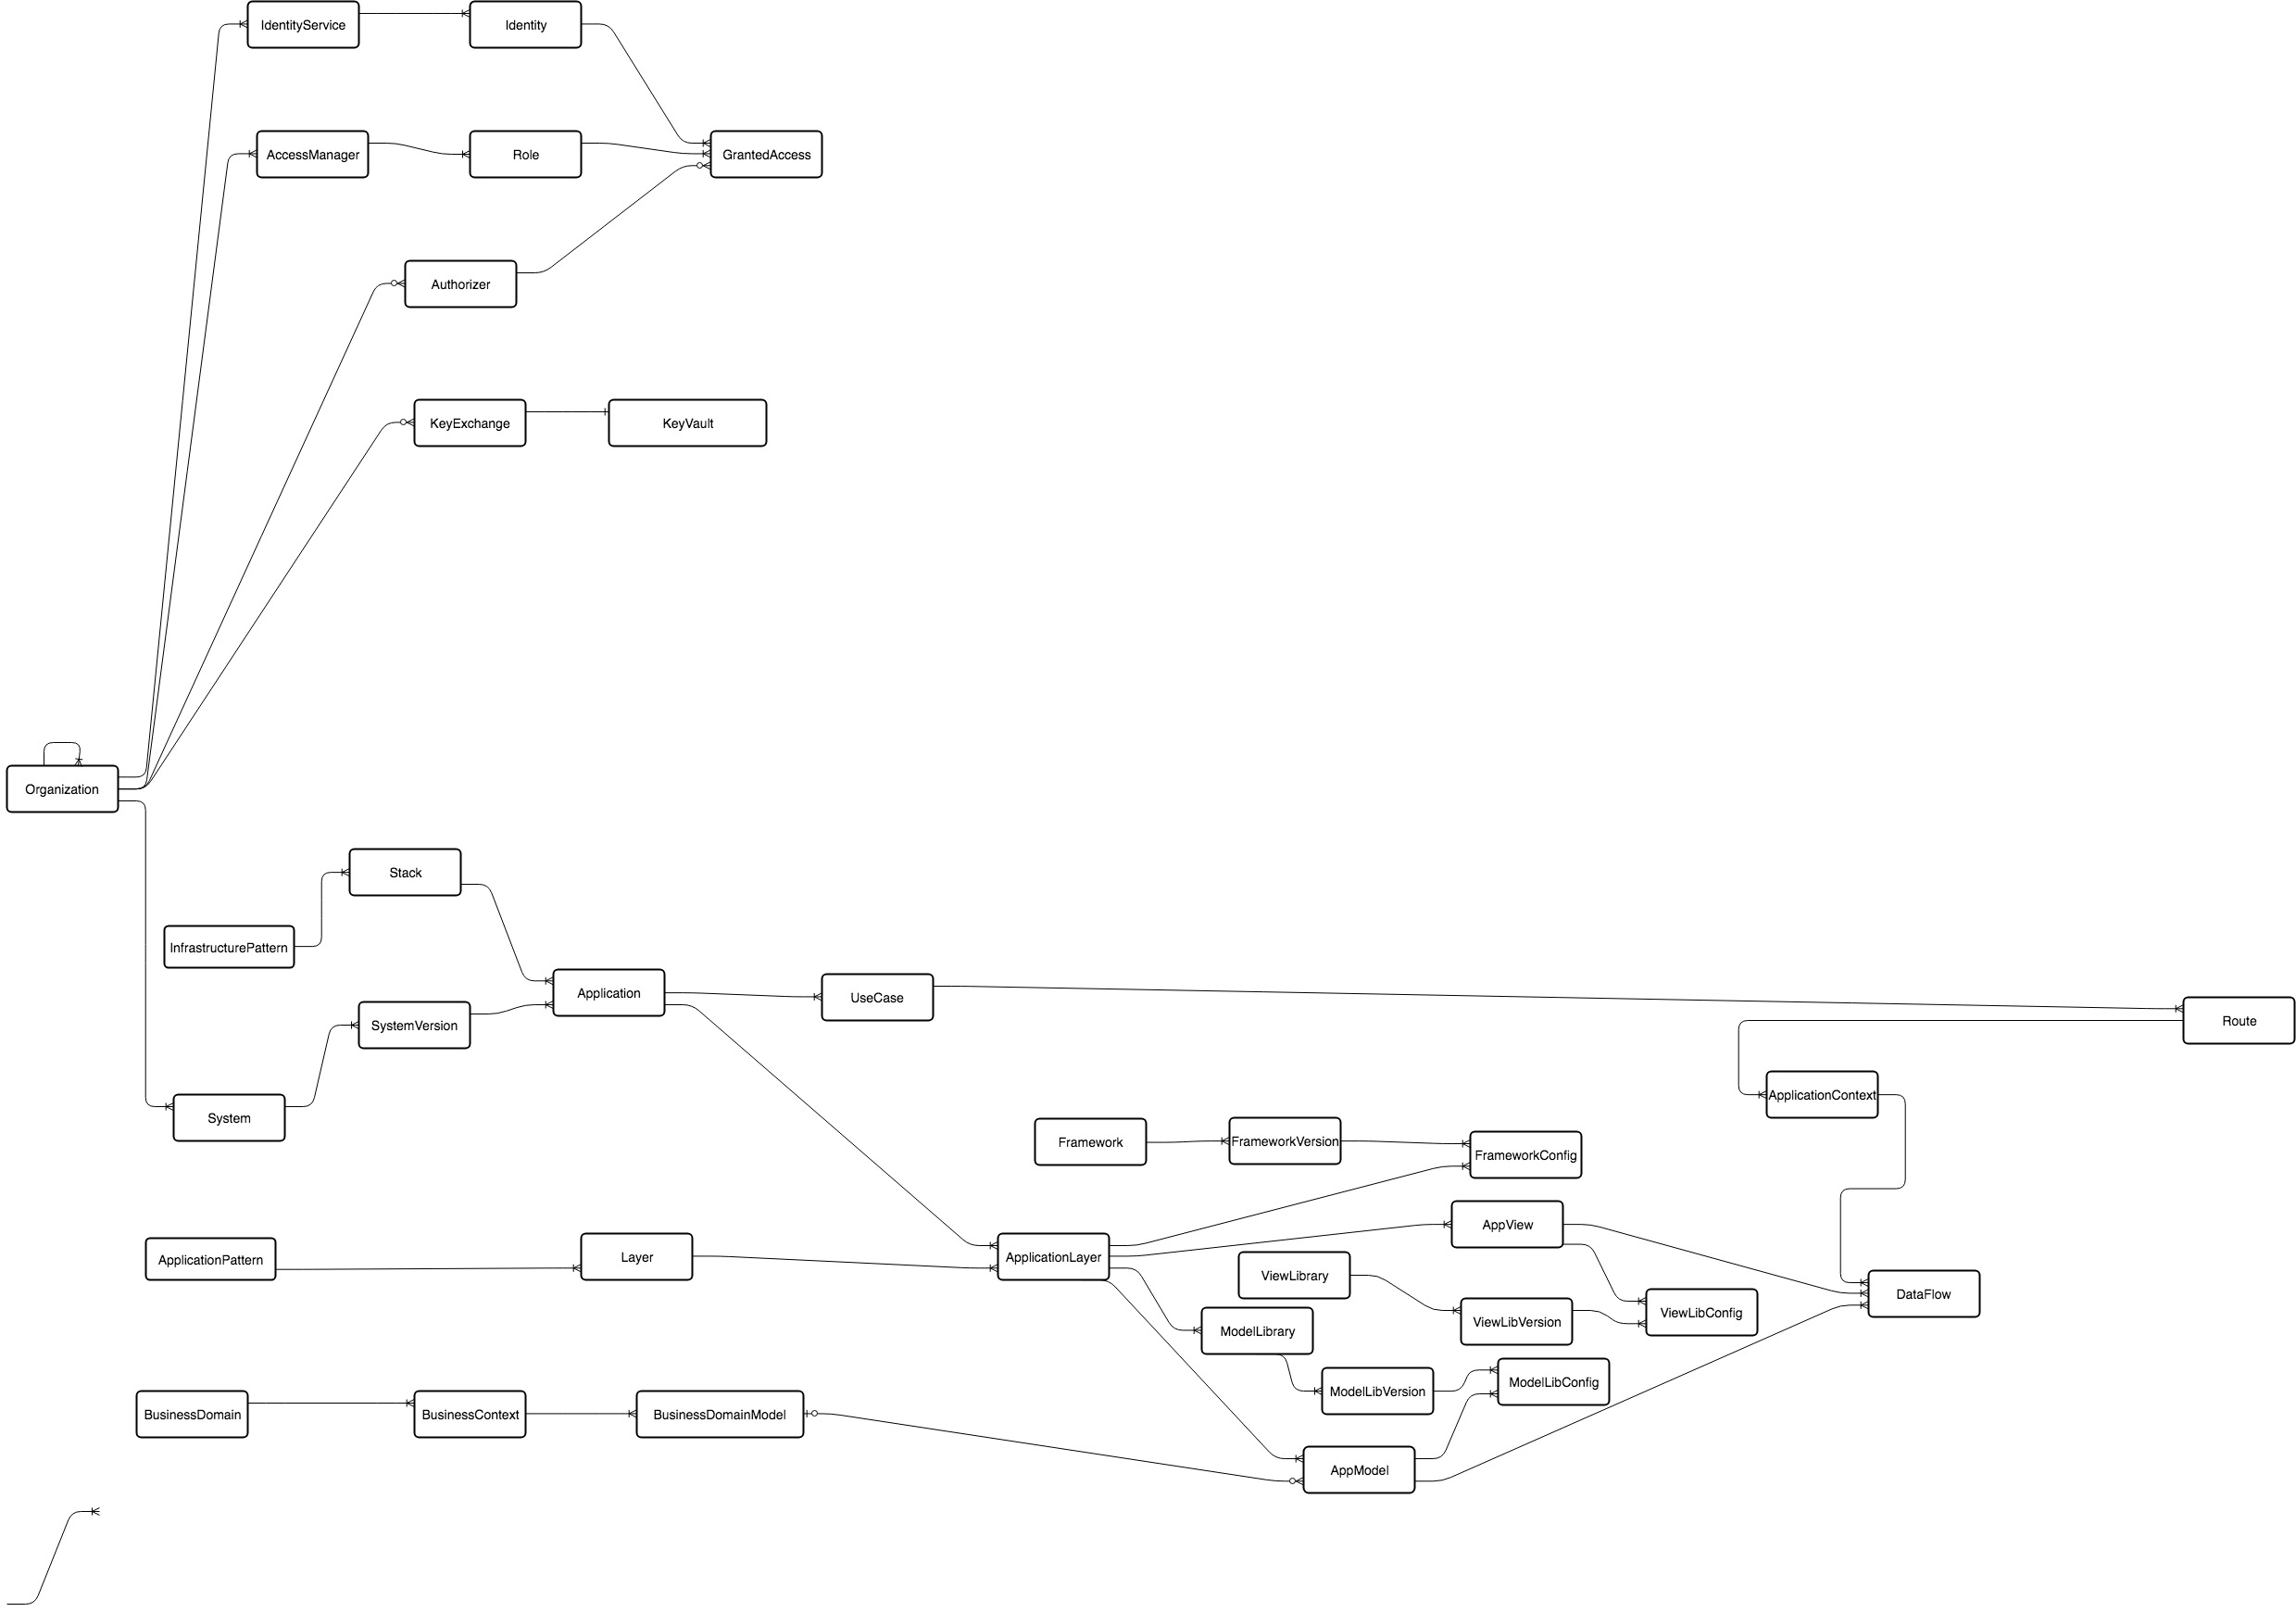 IdentityService
Identity
AccessManager
Role
GrantedAccess
Authorizer
KeyExchange
KeyVault
Organization
Stack
InfrastructurePattern
Application
UseCase
SystemVersion
Route
System
ApplicationContext
Framework
FrameworkVersion
FrameworkConfig
AppView
ApplicationPattern
Layer
ApplicationLayer
ViewLibrary
DataFlow
ModelLibrary
ViewLibVersion
ViewLibConfig
ModelLibVersion
ModelLibConfig
BusinessDomain
BusinessContext
BusinessDomainModel
AppModel